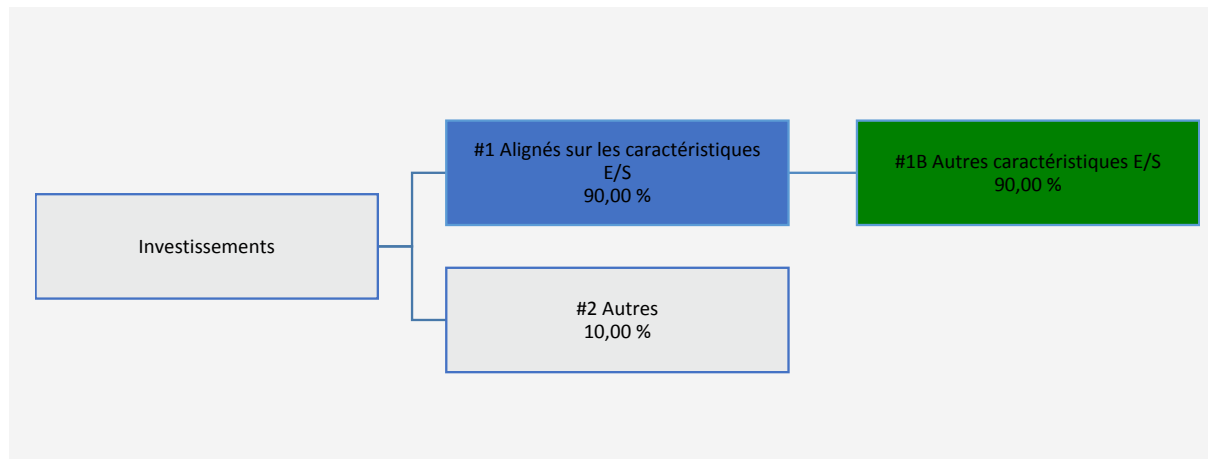 Investissements
#1 Alignés sur les caractéristiques
E/S
90,00 %
#1B Autres caractéristiques E/S
90,00 %
#2 Autres
10,00 %